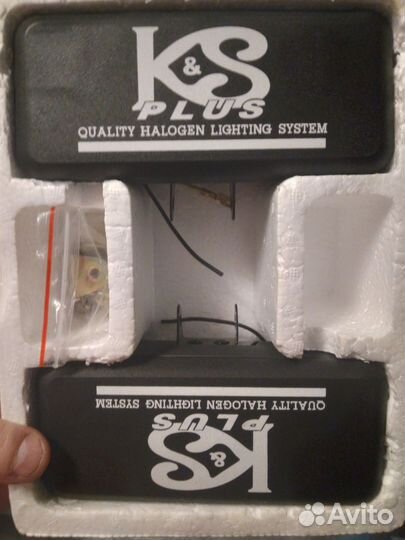 K&S
PLUS
QUALITY HALOGEN LIGHTING SYSTEM
QUALITY HALOGEN LIGHTING SYSTEM
PLUS
K&S
Avito